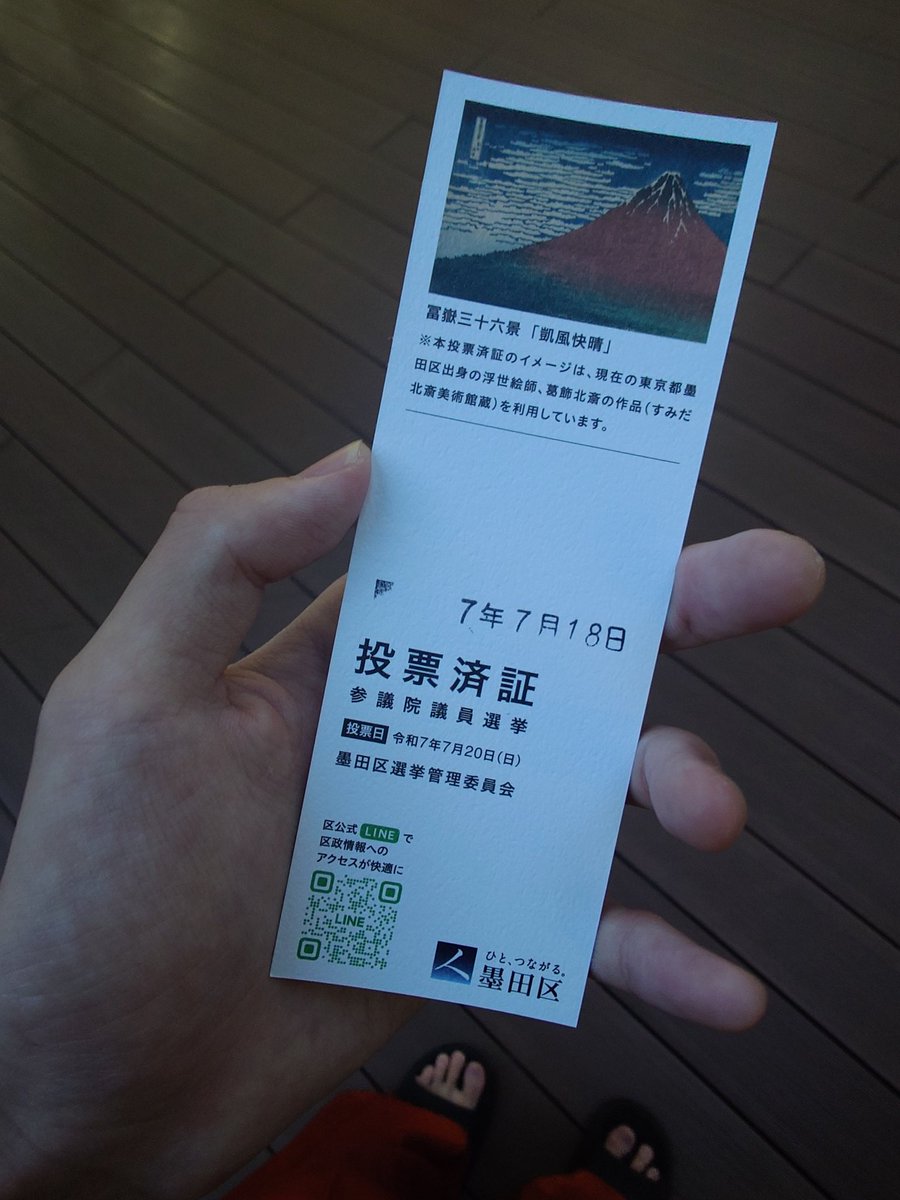 冨嶽三十六景「凱風快晴」
※本投票済証のイメージは、現在の東京都墨
田区出身の浮世絵師、葛飾北斎の作品(すみだ
北斎美術館蔵)を利用しています。
7年7月18日
投票済証
参議院議員選挙
投票日 令和7年7月20日(日)
墨田区選挙管理委員会
区公式 LINE で
区政情報への
アクセスが快適に
LINE
ひと、つながる。
墨田区